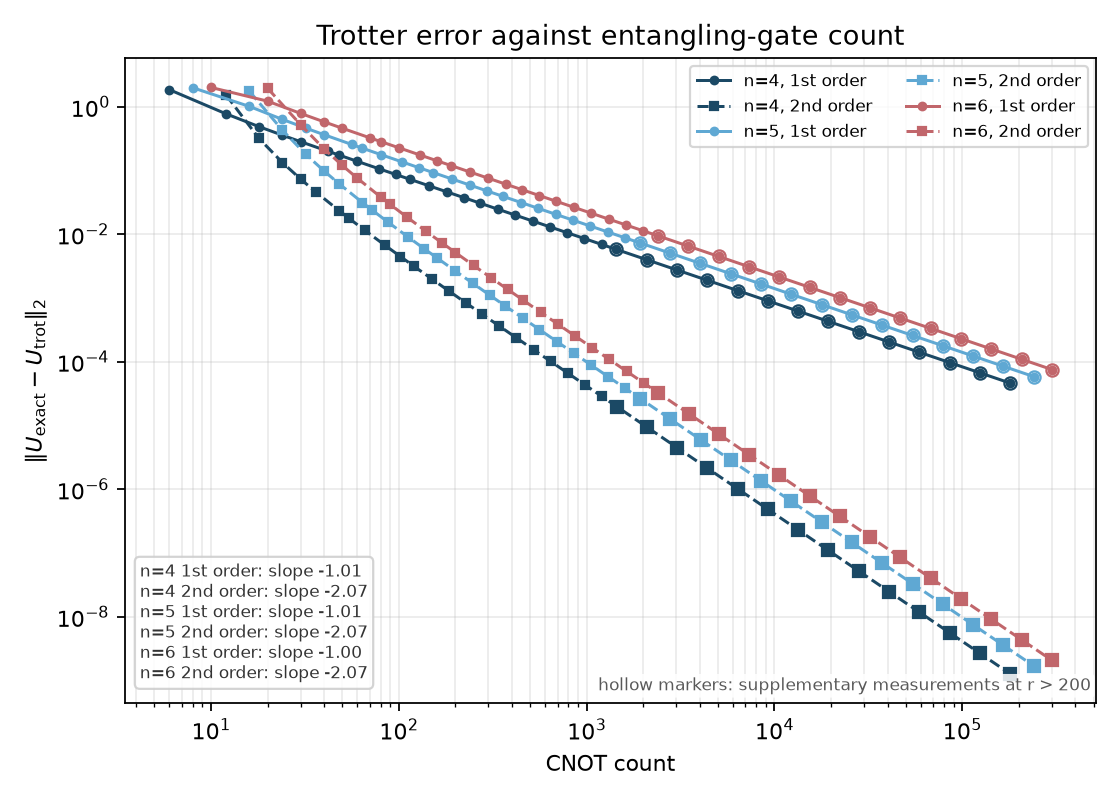 Trotter error against entangling-gate count
n=4, 1st order
n=4, 2nd order
n=5, 1st order
n=5, 2nd order
n=6, 1st order
n=6, 2nd order
10⁰
10⁻²
10⁻⁴
10⁻⁶
10⁻⁸
‖U_exact − U_trot‖₂
n=4 1st order: slope -1.01
n=4 2nd order: slope -2.07
n=5 1st order: slope -1.01
n=5 2nd order: slope -2.07
n=6 1st order: slope -1.00
n=6 2nd order: slope -2.07
hollow markers: supplementary measurements at r > 200
10¹ 10² 10³ 10⁴ 10⁵
CNOT count